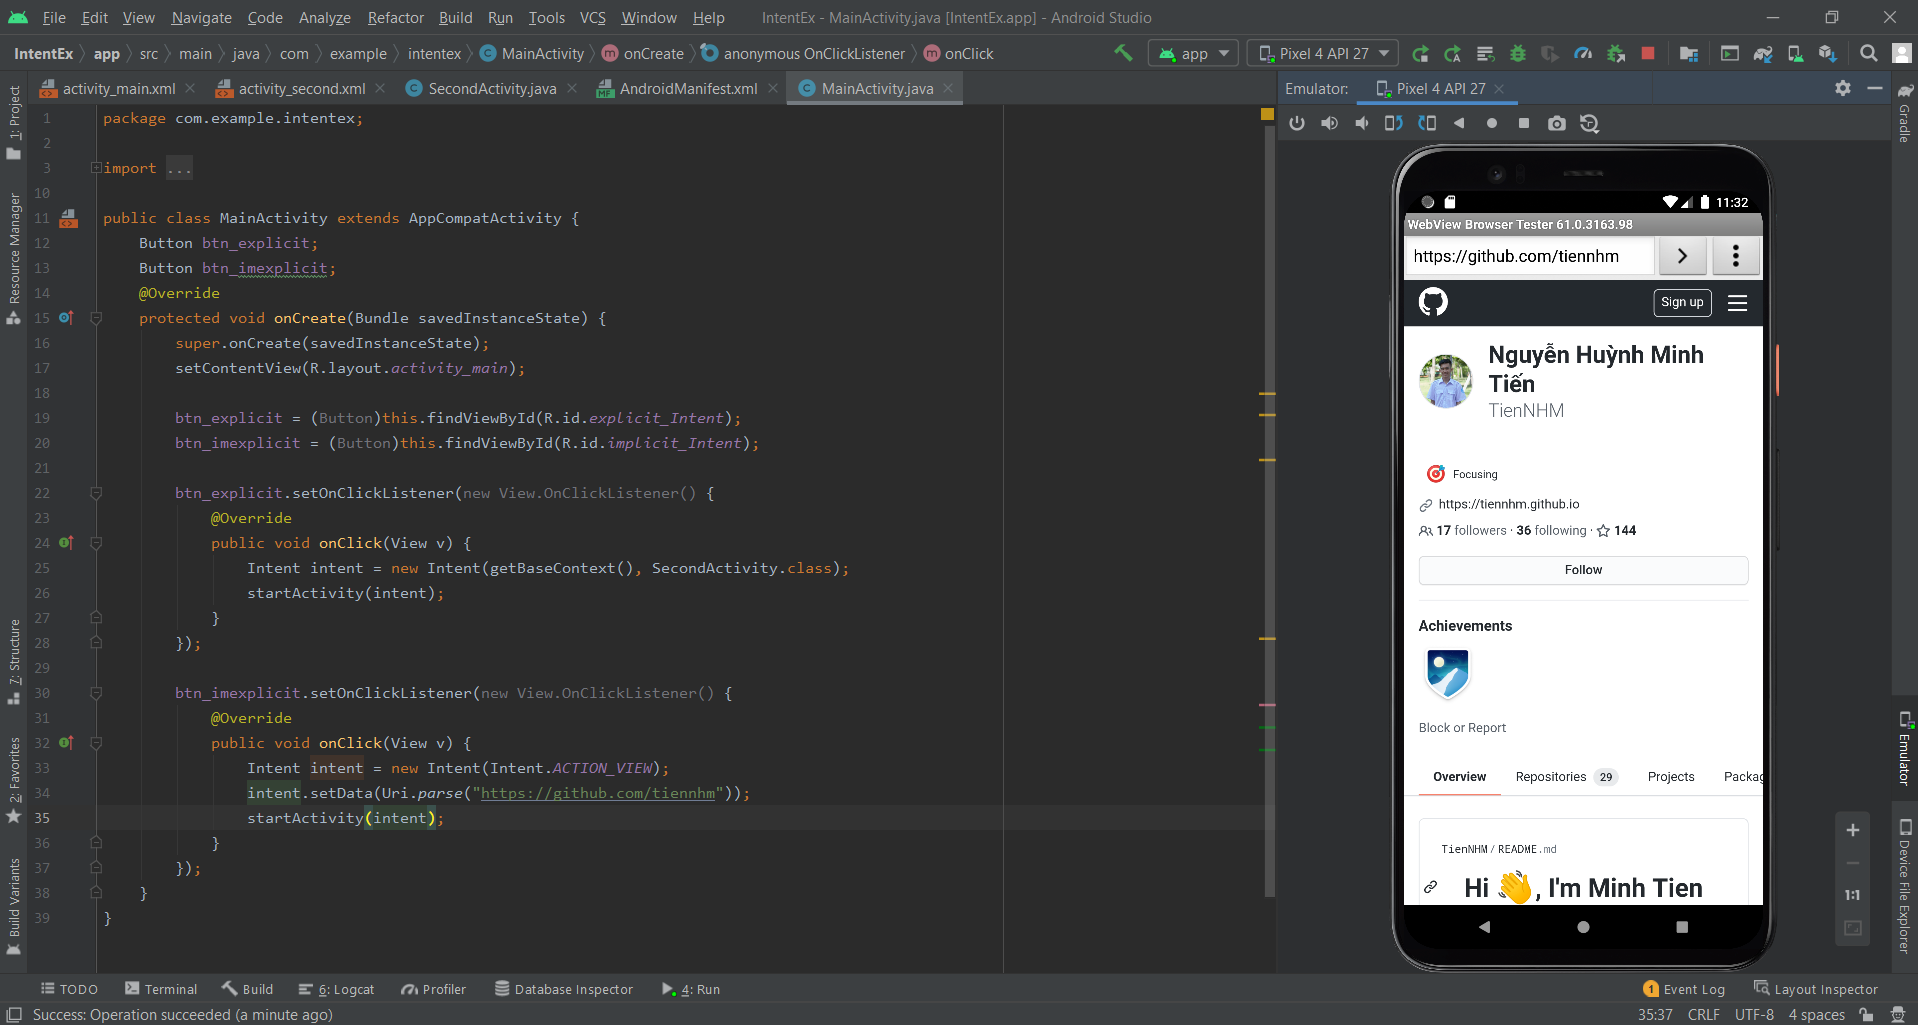 File Edit View Navigate Code Analyze Refactor Build Run Tools VCS Window Help IntentEx - MainActivity.java [IntentEx.app] - Android Studio
IntentEx app src main java com example intentex MainActivity onCreate anonymous OnClickListener onClick app Pixel 4 API 27
activity_main.xml activity_second.xml SecondActivity.java AndroidManifest.xml MainActivity.java
Emulator: Pixel 4 API 27
1: Project
Resource Manager
7: Structure
2: Favorites
Build Variants
1 package com.example.intentex;
2
3 import ...
10
11 public class MainActivity extends AppCompatActivity {
12 Button btn_explicit;
13 Button btn_imexplicit;
14 @Override
15 protected void onCreate(Bundle savedInstanceState) {
16 super.onCreate(savedInstanceState);
17 setContentView(R.layout.activity_main);
18
19 btn_explicit = (Button)this.findViewById(R.id.explicit_Intent);
20 btn_imexplicit = (Button)this.findViewById(R.id.implicit_Intent);
21
22 btn_explicit.setOnClickListener(new View.OnClickListener() {
23 @Override
24 public void onClick(View v) {
25 Intent intent = new Intent(getBaseContext(), SecondActivity.class);
26 startActivity(intent);
27 }
28 });
29
30 btn_imexplicit.setOnClickListener(new View.OnClickListener() {
31 @Override
32 public void onClick(View v) {
33 Intent intent = new Intent(Intent.ACTION_VIEW);
34 intent.setData(Uri.parse("https://github.com/tiennhm"));
35 startActivity(intent);
36 }
37 });
38 }
39 }
11:32
WebView Browser Tester 61.0.3163.98
https://github.com/tiennhm
Sign up
Nguyễn Huỳnh Minh
Tiến
TienNHM
Focusing
https://tiennhm.github.io
17 followers · 36 following · 144
Follow
Achievements
Block or Report
Overview Repositories 29 Projects Packag
TienNHM/README.md
Hi 👋, I'm Minh Tien
1:1
Gradle
Emulator
Device File Explorer
TODO Terminal Build 6: Logcat Profiler Database Inspector 4: Run 1 Event Log Layout Inspector
Success: Operation succeeded (a minute ago) 35:37 CRLF UTF-8 4 spaces